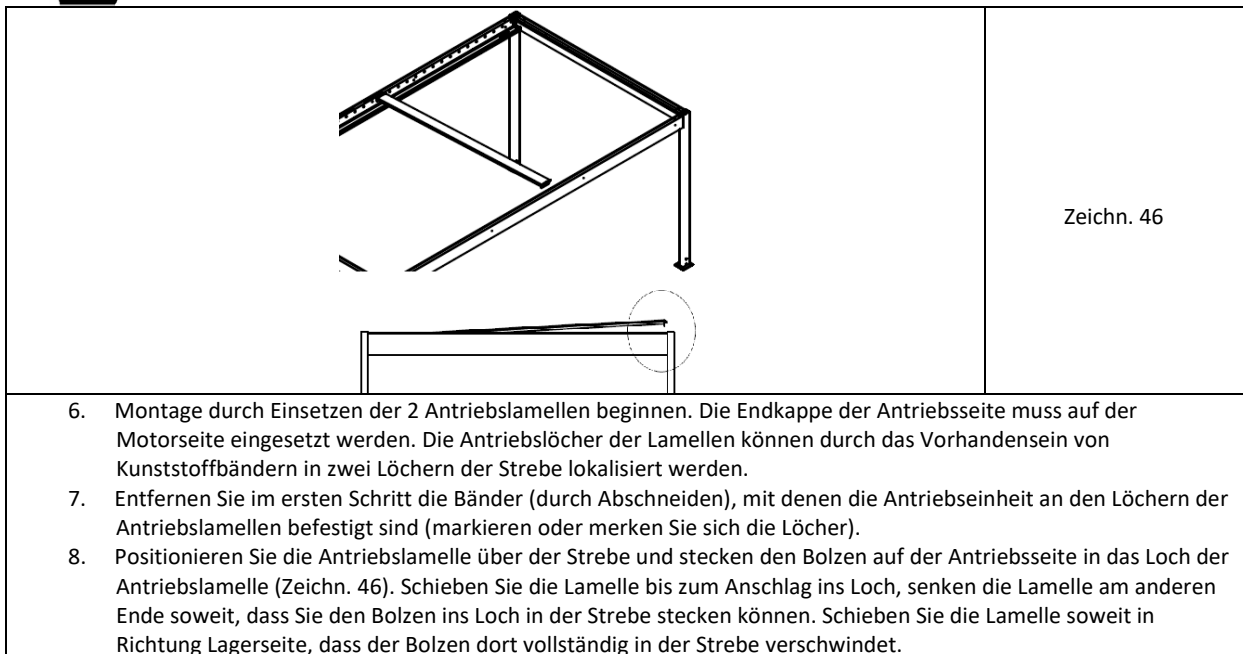 Zeichn. 46
6. Montage durch Einsetzen der 2 Antriebslamellen beginnen. Die Endkappe der Antriebsseite muss auf der
Motorseite eingesetzt werden. Die Antriebslöcher der Lamellen können durch das Vorhandensein von
Kunststoffbändern in zwei Löchern der Strebe lokalisiert werden.
7. Entfernen Sie im ersten Schritt die Bänder (durch Abschneiden), mit denen die Antriebseinheit an den Löchern der
Antriebslamellen befestigt sind (markieren oder merken Sie sich die Löcher).
8. Positionieren Sie die Antriebslamelle über der Strebe und stecken den Bolzen auf der Antriebsseite in das Loch der
Antriebslamelle (Zeichn. 46). Schieben Sie die Lamelle bis zum Anschlag ins Loch, senken die Lamelle am anderen
Ende soweit, dass Sie den Bolzen ins Loch in der Strebe stecken können. Schieben Sie die Lamelle soweit in
Richtung Lagerseite, dass der Bolzen dort vollständig in der Strebe verschwindet.